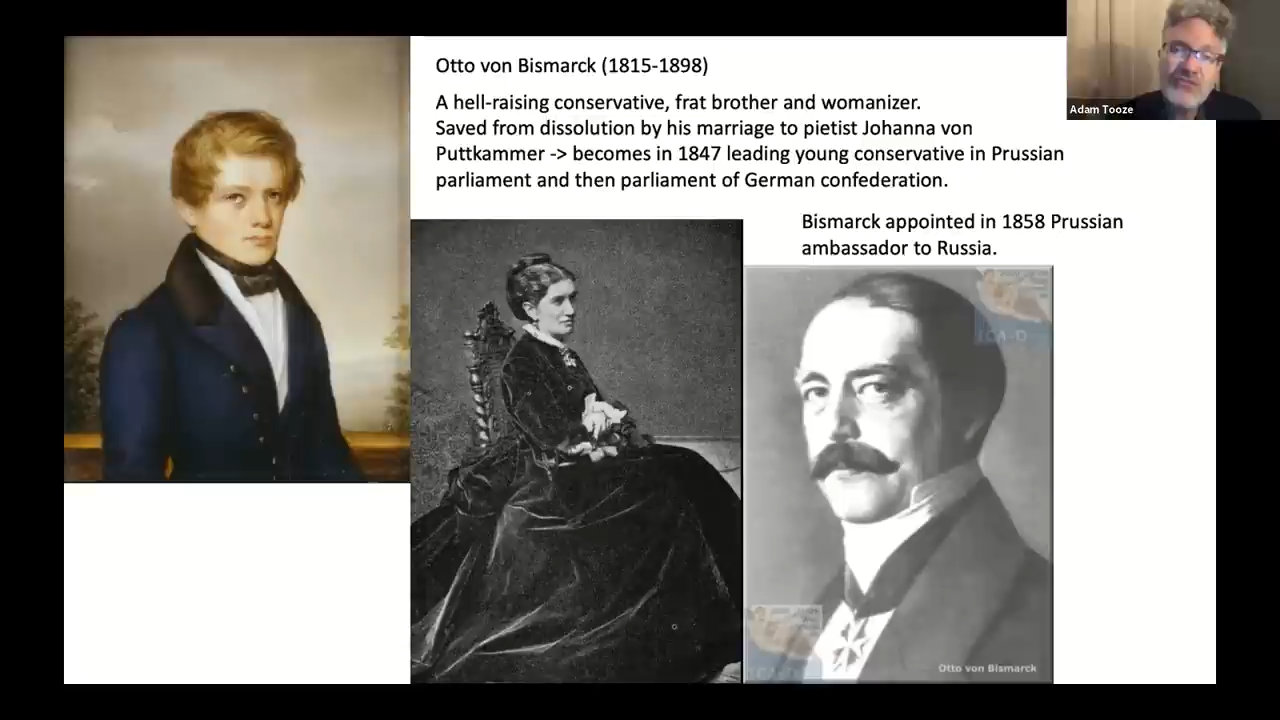 Otto von Bismarck (1815-1898)
A hell-raising conservative, frat brother and womanizer.
Saved from dissolution by his marriage to pietist Johanna von
Puttkammer -> becomes in 1847 leading young conservative in Prussian
parliament and then parliament of German confederation.
Bismarck appointed in 1858 Prussian
ambassador to Russia.
Otto von Bismarck
Adam Tooze